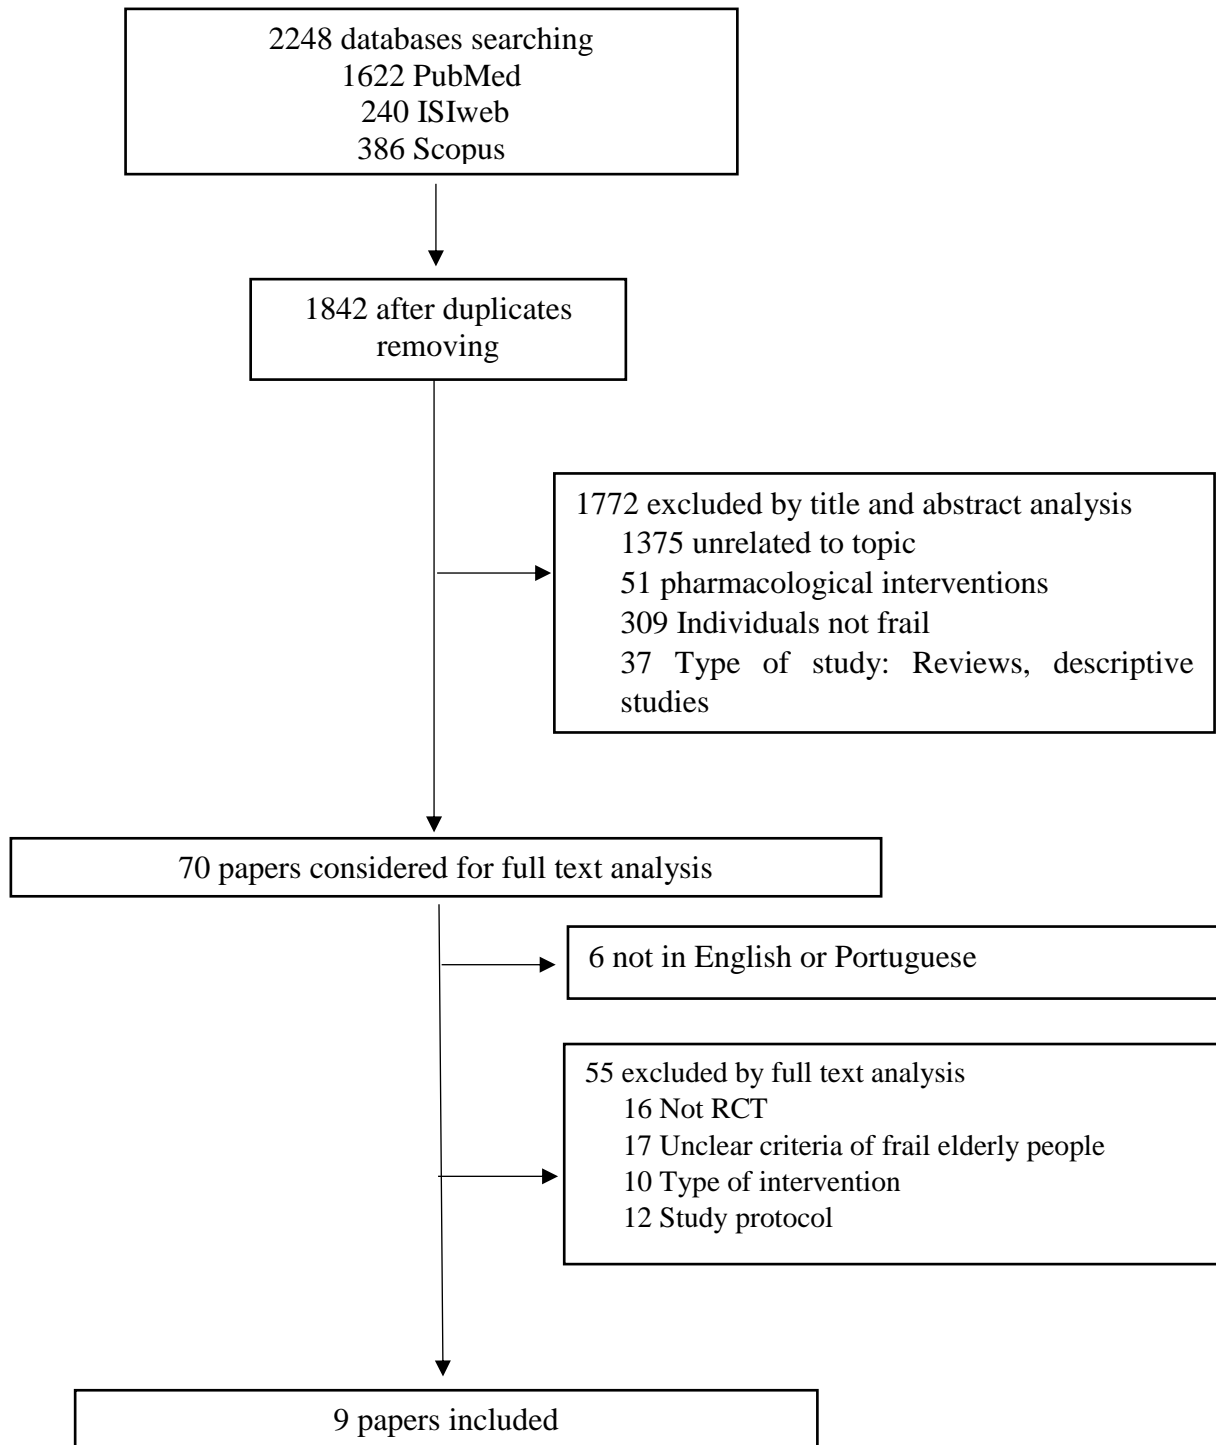 2248 databases searching
1622 PubMed
240 ISIweb
386 Scopus
1842 after duplicates
removing
1772 excluded by title and abstract analysis
1375 unrelated to topic
51 pharmacological interventions
309 Individuals not frail
37 Type of study: Reviews, descriptive
studies
70 papers considered for full text analysis
6 not in English or Portuguese
55 excluded by full text analysis
16 Not RCT
17 Unclear criteria of frail elderly people
10 Type of intervention
12 Study protocol
9 papers included